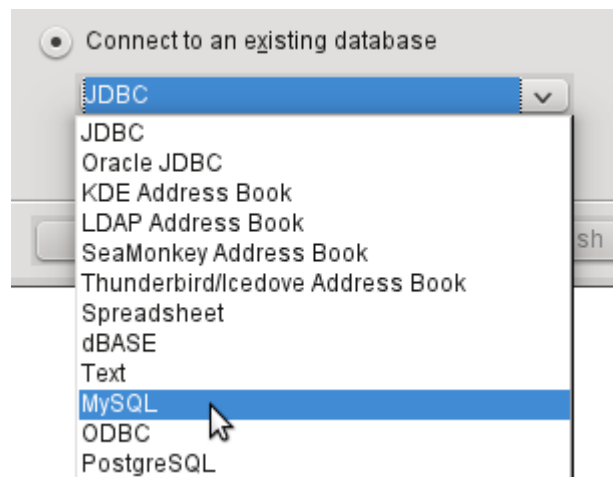 Connect to an existing database
JDBC
JDBC
Oracle JDBC
KDE Address Book
LDAP Address Book
SeaMonkey Address Book
sh
Thunderbird/Icedove Address Book
Spreadsheet
dBASE
Text
MySQL
ODBC
PostgreSQL